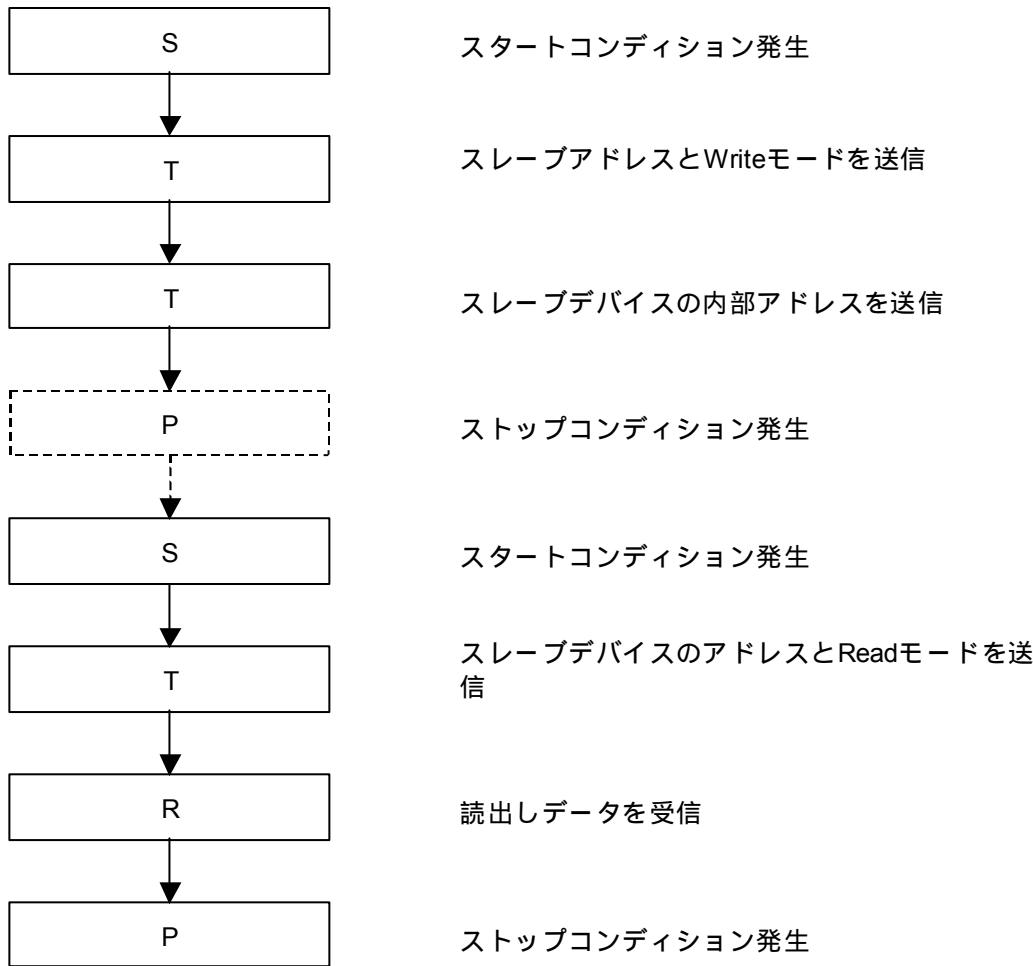 S
スタートコンディション発生
T
スレーブアドレスとWriteモードを送信
T
スレーブデバイスの内部アドレスを送信
P
ストップコンディション発生
S
スタートコンディション発生
T
スレーブデバイスのアドレスとReadモードを送
信
R
読出しデータを受信
P
ストップコンディション発生